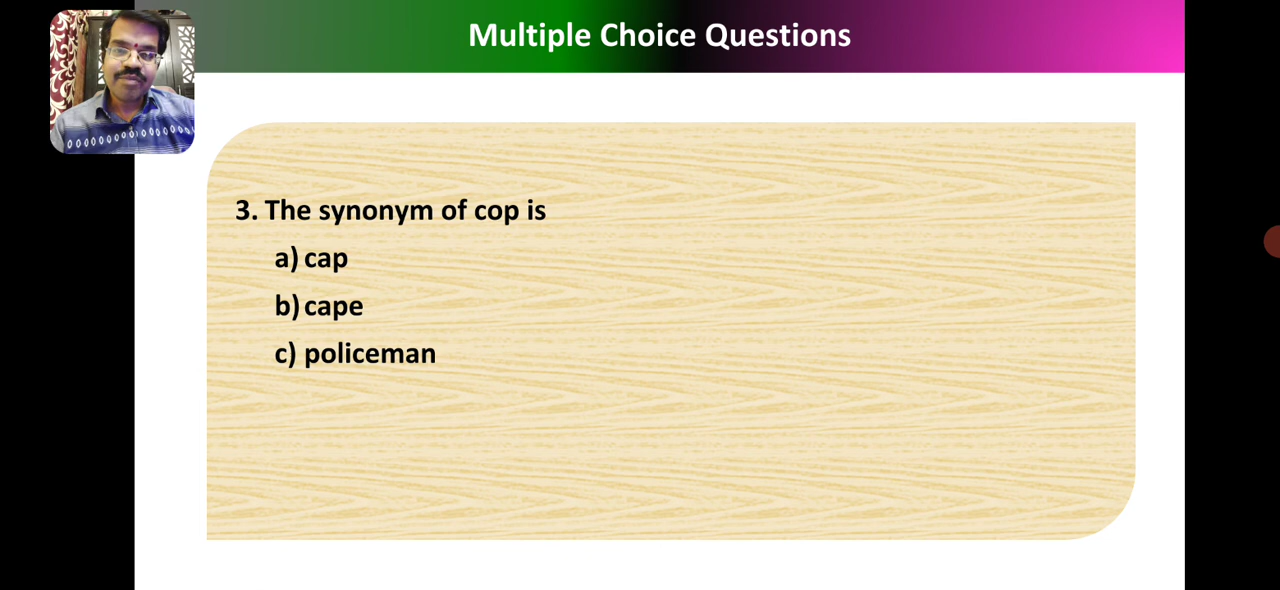 Multiple Choice Questions
3. The synonym of cop is
a) cap
b) cape
c) policeman